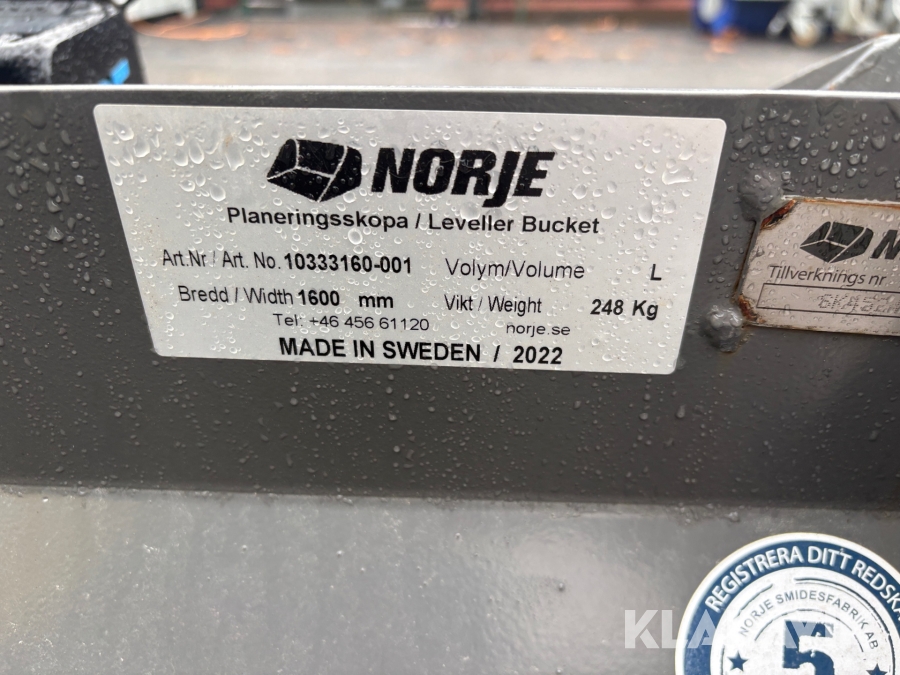 NORJE
Planeringsskopa / Leveller Bucket
Art.Nr / Art. No. 10333160-001 Volym/Volume L
Bredd / Width 1600 mm Vikt / Weight 248 Kg
Tel: +46 456 61120 norje.se
MADE IN SWEDEN / 2022
Tillverknings nr
REGISTRERA DITT REDSKA
NORJE SMIDESFABRIK AB
5